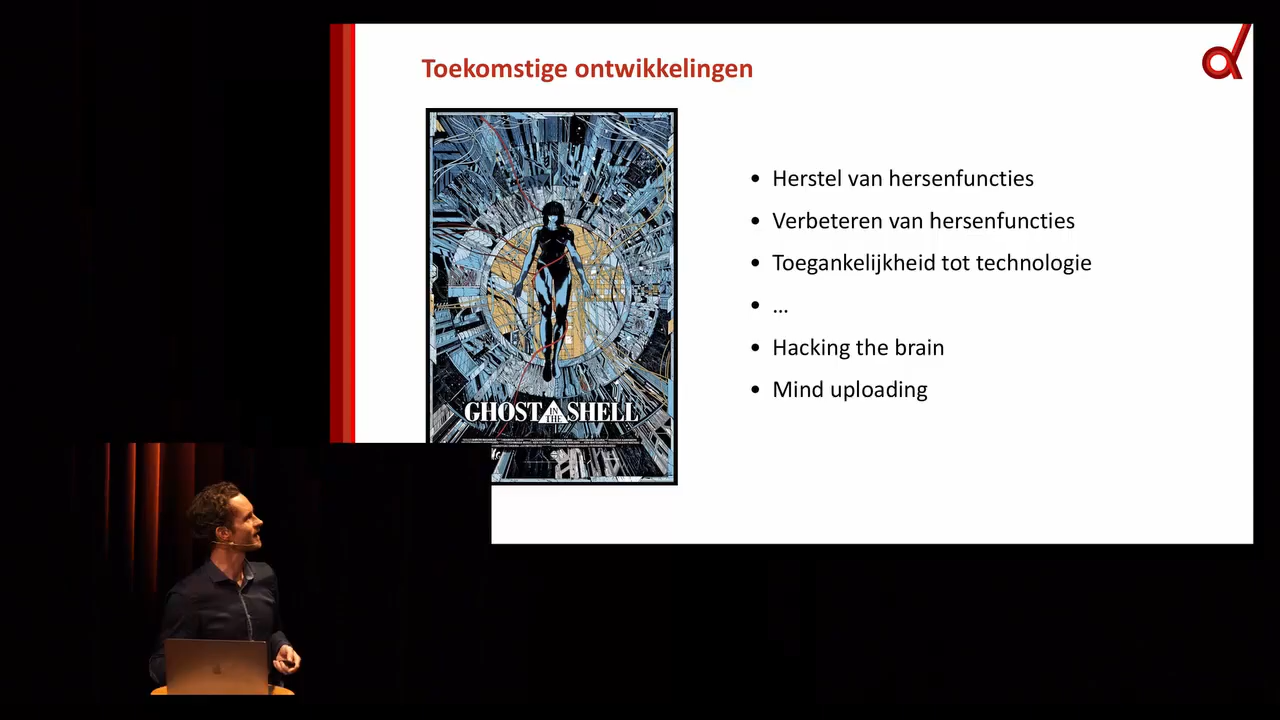 Toekomstige ontwikkelingen
• Herstel van hersenfuncties
• Verbeteren van hersenfuncties
• Toegankelijkheid tot technologie
• …
• Hacking the brain
• Mind uploading
GHOST IN THE SHELL